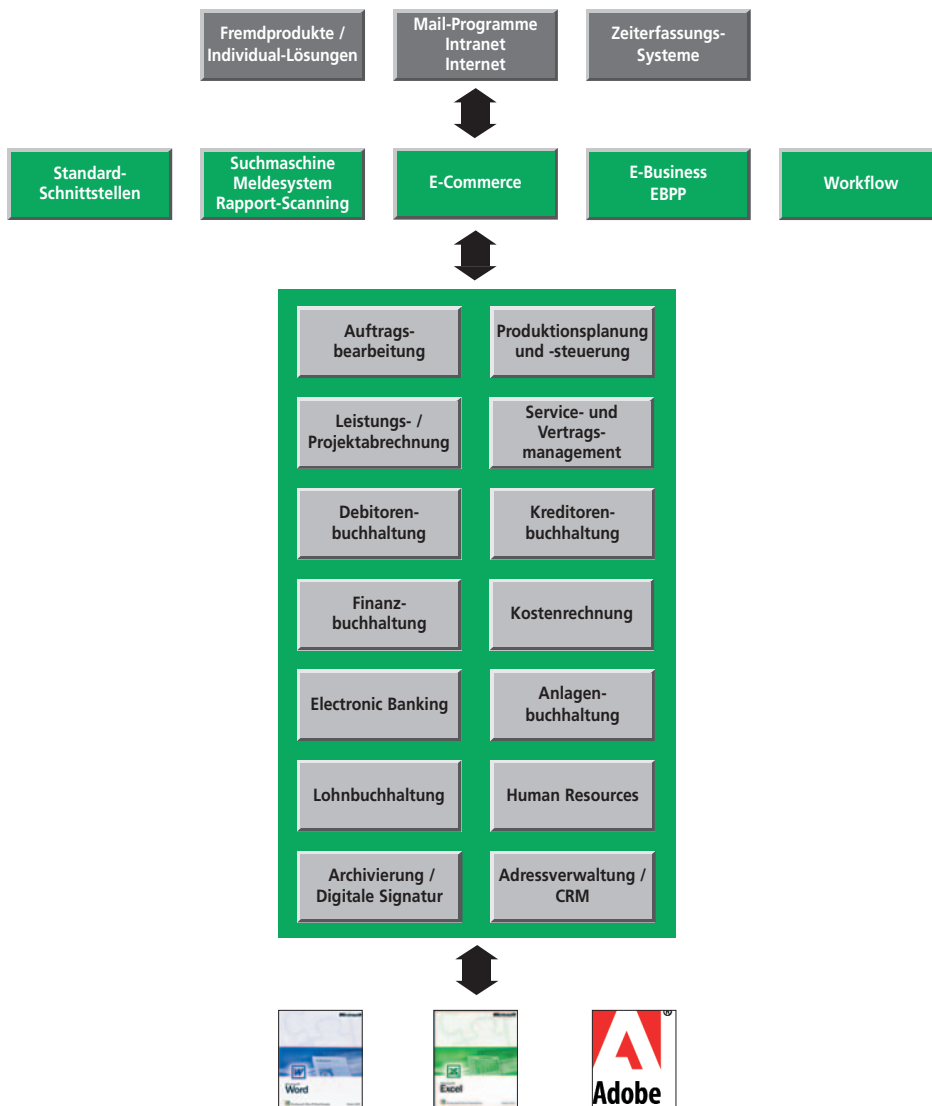 Fremdprodukte /
Individual-Lösungen
Mail-Programme
Intranet
Internet
Zeiterfassungs-
Systeme
Standard-
Schnittstellen
Suchmaschine
Meldesystem
Rapport-Scanning
E-Commerce
E-Business
EBPP
Workflow
Auftrags-
bearbeitung
Produktionsplanung
und -steuerung
Leistungs- /
Projektabrechnung
Service- und
Vertrags-
management
Debitoren-
buchhaltung
Kreditoren-
buchhaltung
Finanz-
buchhaltung
Kostenrechnung
Electronic Banking
Anlagen-
buchhaltung
Lohnbuchhaltung
Human Resources
Archivierung /
Digitale Signatur
Adressverwaltung /
CRM
Microsoft
W
Word
Microsoft
Excel
®
Adobe